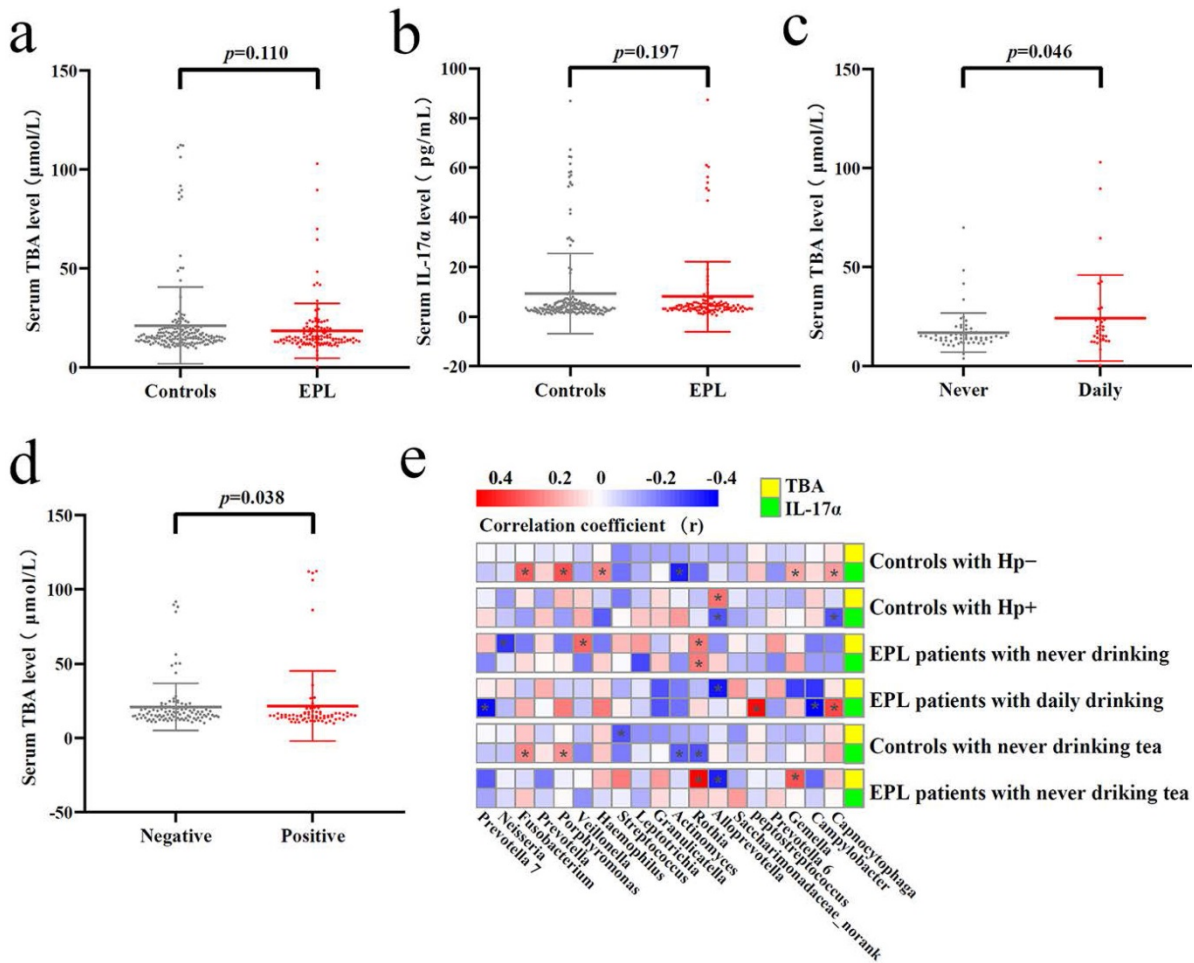 a
p=0.110
Serum TBA level (μmol/L)
150
100
50
0
Controls
EPL
b
p=0.197
Serum IL-17α level ( pg/mL)
100
80
60
40
20
0
-20
Controls
EPL
c
p=0.046
Serum TBA level ( μmol/L)
150
100
50
0
Never
Daily
d
p=0.038
Serum TBA level ( μmol/L)
150
100
50
0
-50
Negative
Positive
e
0.4 0.2 0 -0.2 -0.4
Correlation coefficient (r)
TBA
IL-17α
Controls with Hp−
* * * * * *
Controls with Hp+
* * *
EPL patients with never drinking
* * * *
EPL patients with daily drinking
* * * * *
Controls with never drinking tea
* * * * *
EPL patients with never driking tea
* * *
Prevotella 7
Neisseria
Fusobacterium
Prevotella
Porphyromonas
Veillonella
Haemophilus
Streptococcus
Leptotrichia
Granulicatella
Actinomyces
Rothia
Alloprevotella
Saccharimonadaceae_norank
peptostreptococcus
Prevotella 6
Gemella
Campylobacter
Capnocytophaga